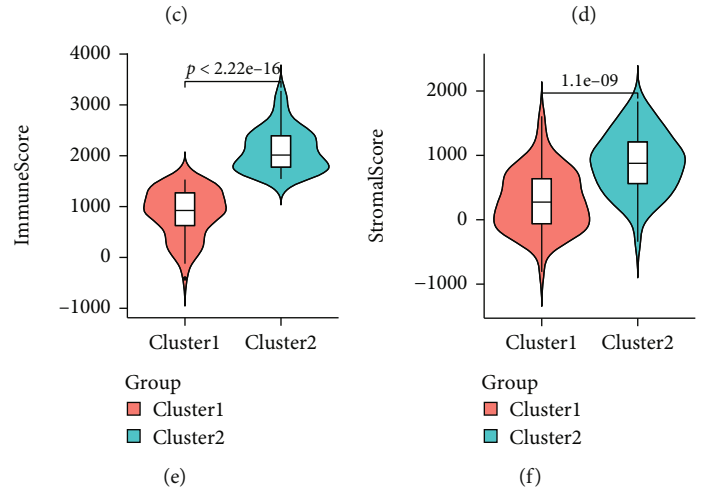 (c)
(d)
4000
3000
2000
1000
0
−1000
ImmuneScore
p < 2.22e−16
Cluster1 Cluster2
Group
Cluster1
Cluster2
(e)
2000
1000
0
−1000
StromalScore
1.1e−09
Cluster1 Cluster2
Group
Cluster1
Cluster2
(f)